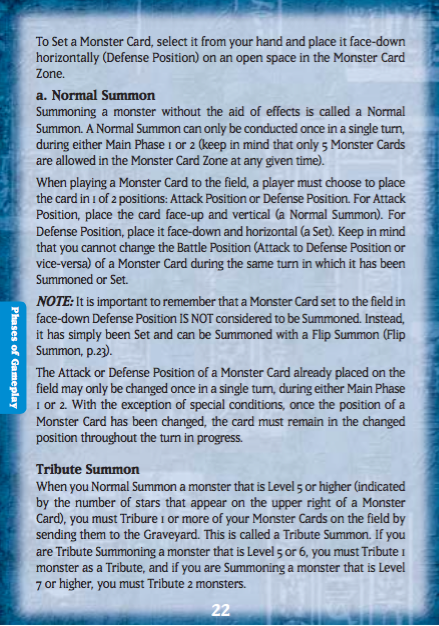 To Set a Monster Card, select it from your hand and place it face-down
horizontally (Defense Position) on an open space in the Monster Card
Zone.
a. Normal Summon
Summoning a monster without the aid of effects is called a Normal
Summon. A Normal Summon can only be conducted once in a single turn,
during either Main Phase 1 or 2 (keep in mind that only 5 Monster Cards
are allowed in the Monster Card Zone at any given time).
When playing a Monster Card to the field, a player must choose to place
the card in 1 of 2 positions: Attack Position or Defense Position. For Attack
Position, place the card face-up and vertical (a Normal Summon). For
Defense Position, place it face-down and horizontal (a Set). Keep in mind
that you cannot change the Battle Position (Attack to Defense Position or
vice-versa) of a Monster Card during the same turn in which it has been
Summoned or Set.
NOTE: It is important to remember that a Monster Card set to the field in
face-down Defense Position IS NOT considered to be Summoned. Instead,
it has simply been Set and can be Summoned with a Flip Summon (Flip
Summon, p.23).
The Attack or Defense Position of a Monster Card already placed on the
field may only be changed once in a single turn, during either Main Phase
1 or 2. With the exception of special conditions, once the position of a
Monster Card has been changed, the card must remain in the changed
position throughout the turn in progress.
Tribute Summon
When you Normal Summon a monster that is Level 5 or higher (indicated
by the number of stars that appear on the upper right of a Monster
Card), you must Tribure 1 or more of your Monster Cards on the field by
sending them to the Graveyard. This is called a Tribute Summon. If you
are Tribute Summoning a monster that is Level 5 or 6, you must Tribute 1
monster as a Tribute, and if you are Summoning a monster that is Level
7 or higher, you must Tribute 2 monsters.
Phases of Gameplay
22